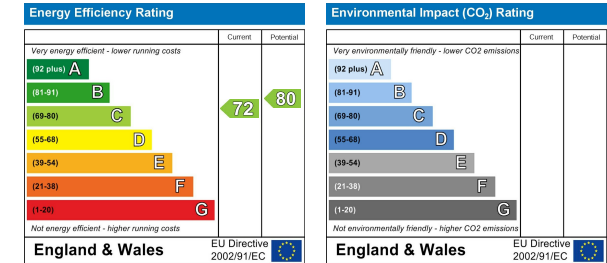 Energy Efficiency Rating
Current Potential
Very energy efficient - lower running costs
(92 plus) A
(81-91) B
(69-80) C
72
80
(55-68) D
(39-54) E
(21-38) F
(1-20) G
Not energy efficient - higher running costs
England & Wales
EU Directive
2002/91/EC
Environmental Impact (CO2) Rating
Current Potential
Very environmentally friendly - lower CO2 emissions
(92 plus) A
(81-91) B
(69-80) C
(55-68) D
(39-54) E
(21-38) F
(1-20) G
Not environmentally friendly - higher CO2 emissions
England & Wales
EU Directive
2002/91/EC